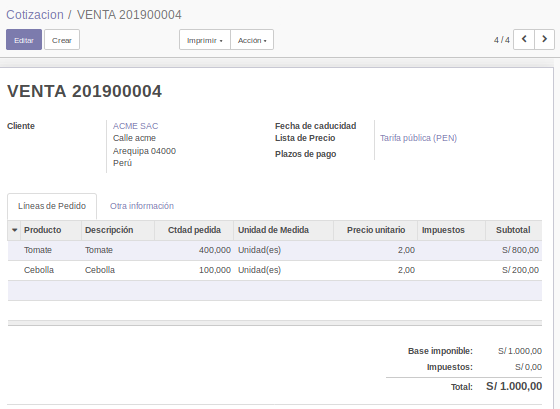 Cotizacion / VENTA 201900004
Editar Crear Imprimir Acción 4 / 4
VENTA 201900004
Cliente ACME SAC Fecha de caducidad
Calle acme Lista de Precio Tarifa pública (PEN)
Arequipa 04000 Plazos de pago
Perú
Líneas de Pedido Otra información
Producto Descripción Ctdad pedida Unidad de Medida Precio unitario Impuestos Subtotal
Tomate Tomate 400,000 Unidad(es) 2,00 S/ 800,00
Cebolla Cebolla 100,000 Unidad(es) 2,00 S/ 200,00
Base imponible: S/ 1.000,00
Impuestos: S/ 0,00
Total: S/ 1.000,00